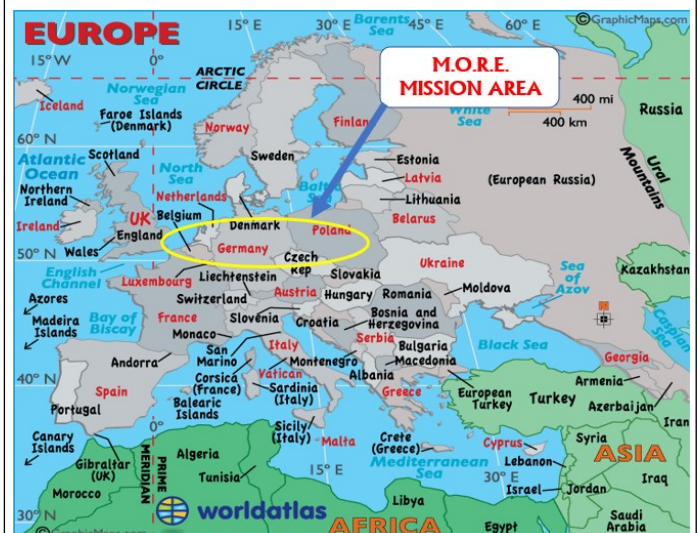 EUROPE
15° W
0°
15° E
30° E
Barents
Sea
45° E
60° E
©GraphicMaps.com
ARCTIC
CIRCLE
M.O.R.E.
MISSION AREA
Norwegian
Sea
Iceland
Faroe Islands
(Denmark)
Norway
Finlan
White
Sea
400 mi
400 km
Russia
60° N
Sweden
Ural
Mountains
Atlantic
Ocean
Scotland
North
Sea
Estonia
Latvia
(European Russia)
Northern
Ireland
Netherlands
Balt
Sea
Lithuania
Ireland
UK
Belgium
Denmark
Belarus
England
Poland
Wales
Germany
50° N
Czech
Rep
Ukraine
English
Channel
Luxembourg
Liechtenstein
Slovakia
Sea
of
Azov
Kazakhstan
Azores
Switzerland
Austria
Hungary
Romania
Moldova
Madeira
Islands
Bay of
Biscay
France
Slovenia
Croatia
Bosnia and
Herzegovina
Caspian
Sea
Monaco
Serbia
San
Marino
Italy
Bulgaria
Black Sea
Andorra
Montenegro
Macedonia
Georgia
Corsica
(France)
Vatican
Albania
Armenia
40° N
Spain
Sardinia
(Italy)
Greece
European
Turkey
Turkey
Azerbaijan
Portugal
Balearic
Islands
Iran
0°
Sicily
(Italy)
Malta
Crete
(Greece)
Cyprus
Syria
ASIA
Canary
Islands
Gibraltar
(UK)
PRIME
MERIDIAN
Algeria
Tunisia
15° E
Mediterranean
Sea
30° E
Lebanon
Iraq
Morocco
Israel
Jordan
worldatlas
Libya
Saudi
Arabia
30° N
AFRICA
Egypt
©GraphicMaps.com